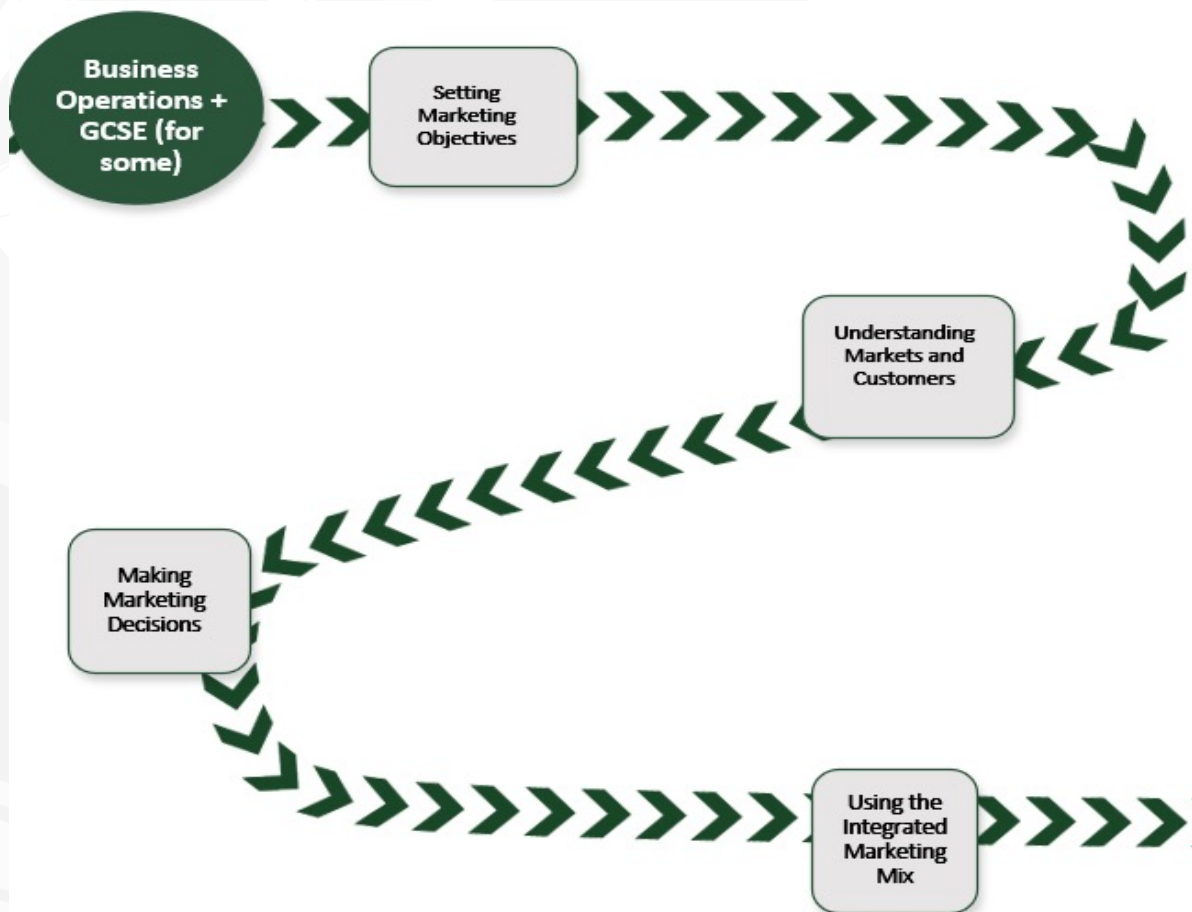 Business
Operations +
GCSE (for
some)
Setting
Marketing
Objectives
Understanding
Markets and
Customers
Making
Marketing
Decisions
Using the
Integrated
Marketing
Mix